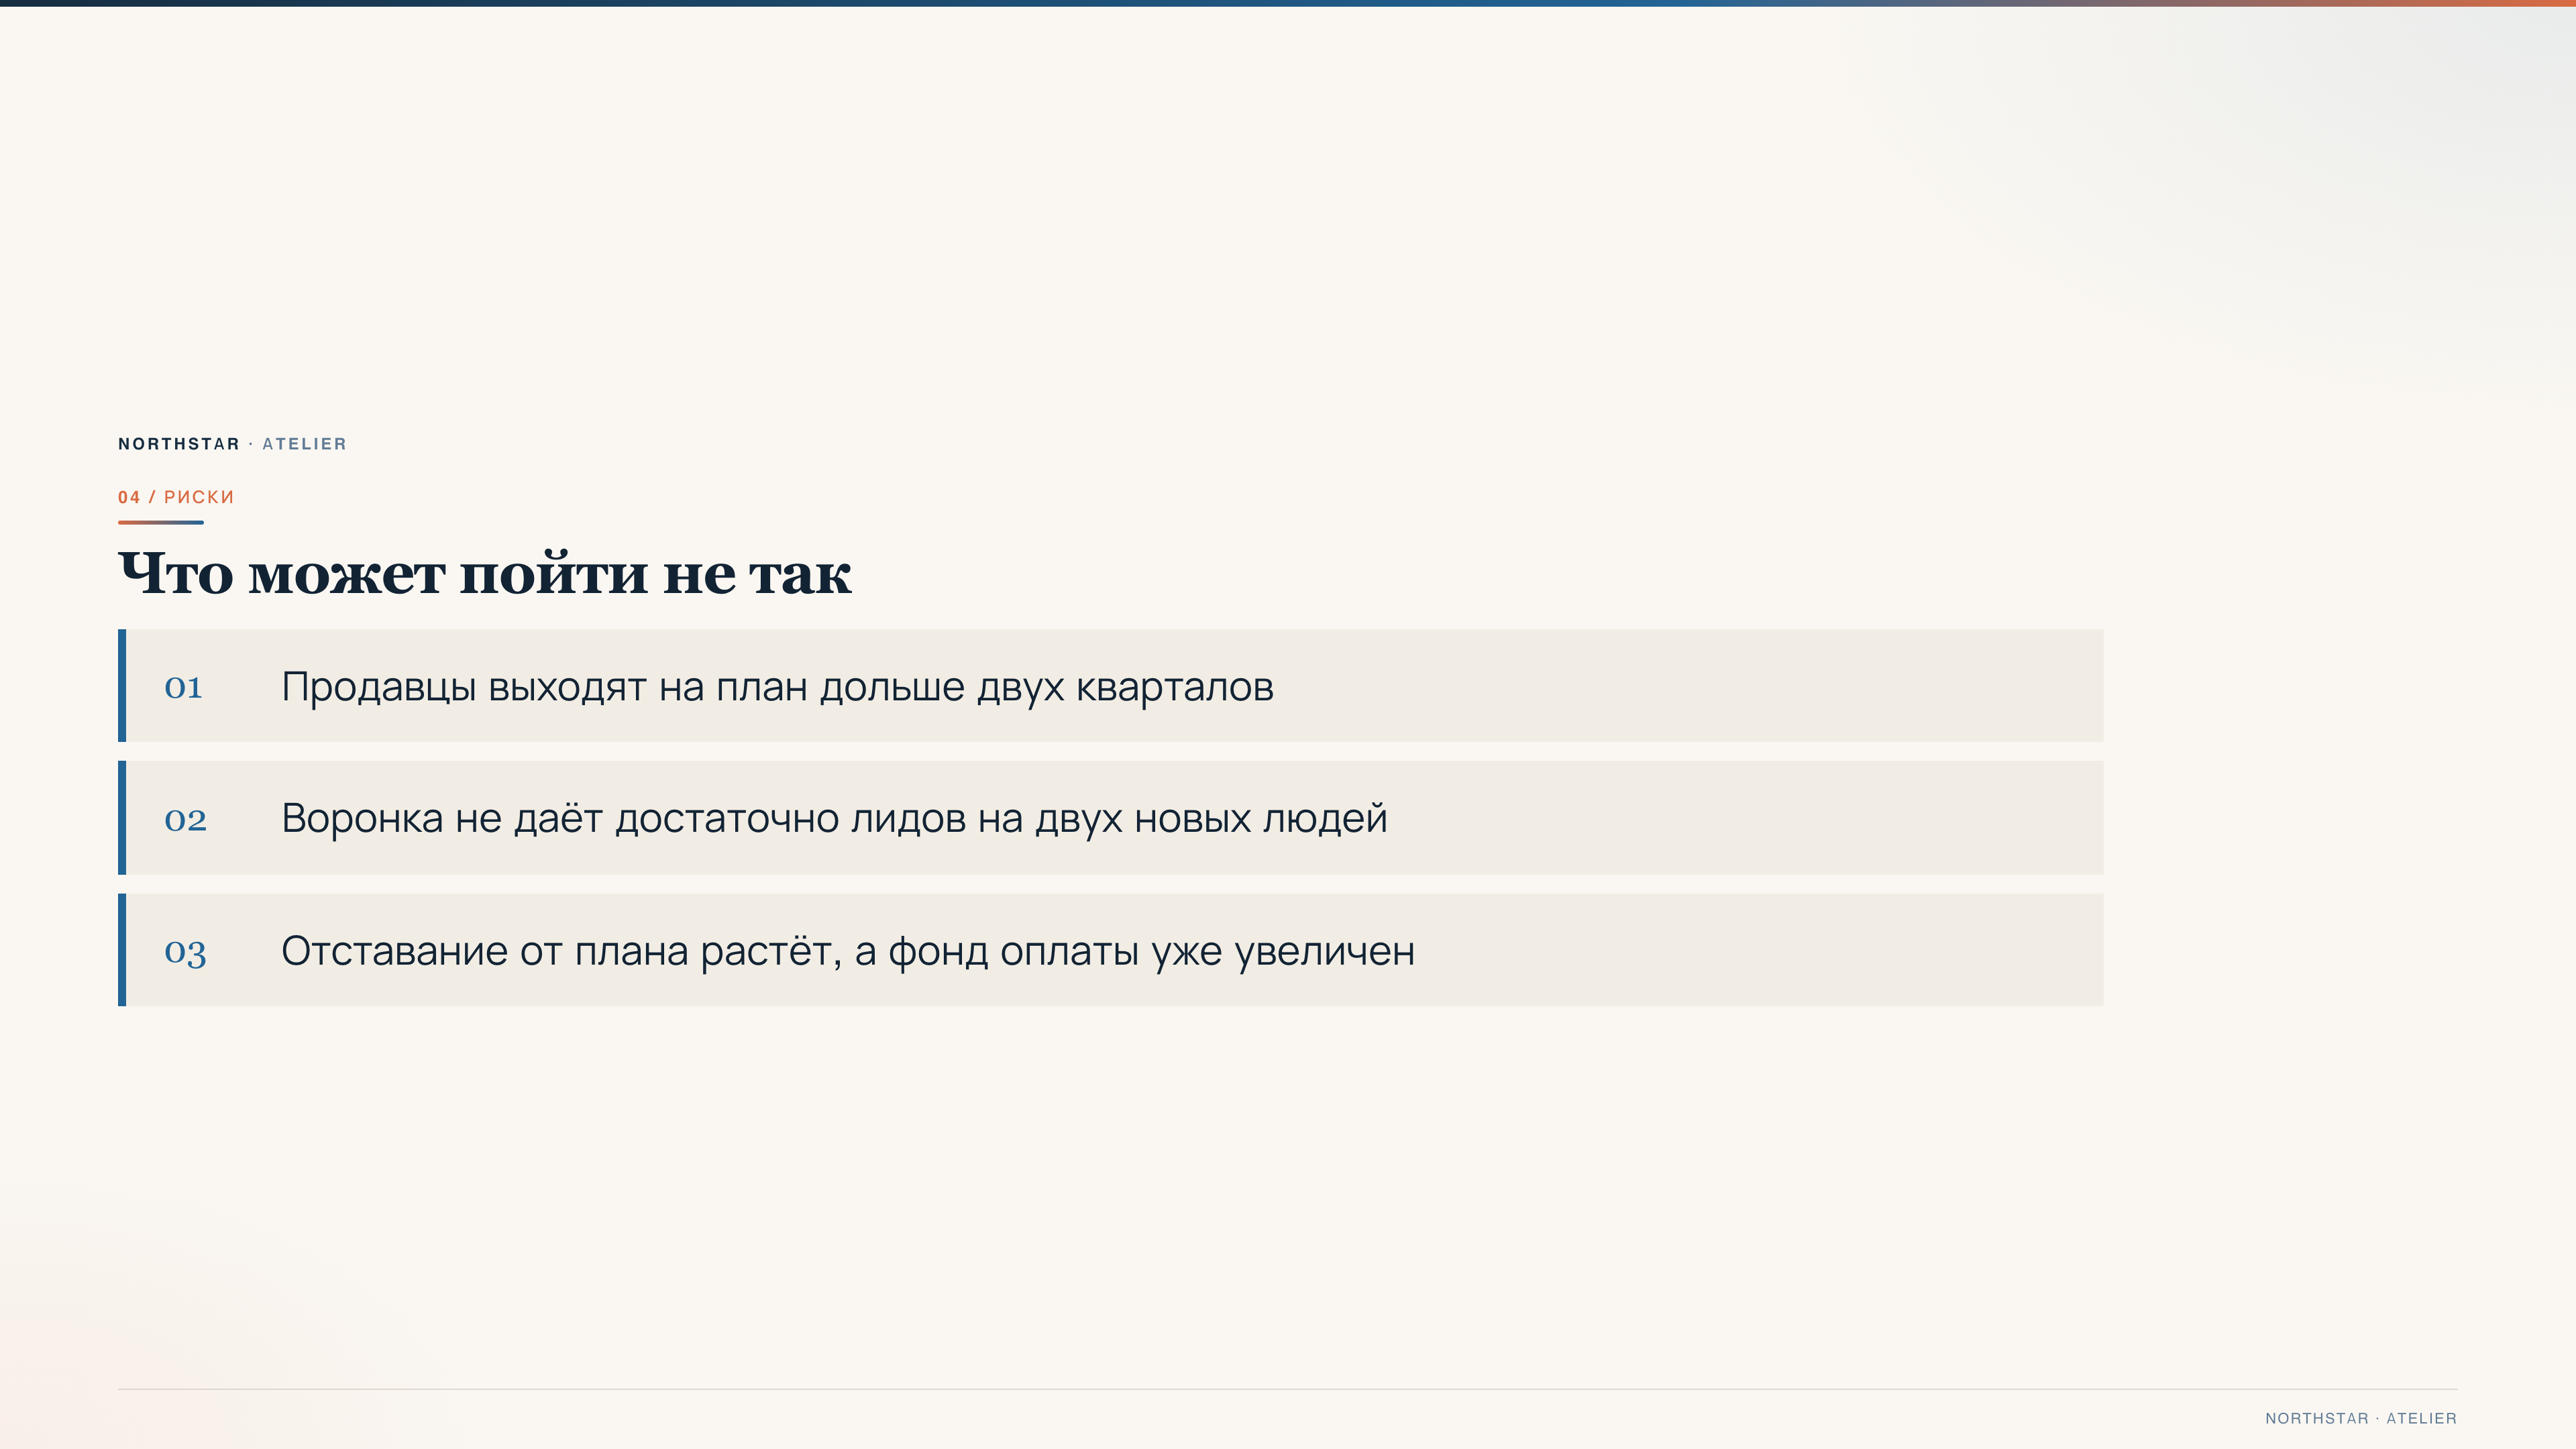 NORTHSTAR · ATELIER
04 / РИСКИ
Что может пойти не так
01 Продавцы выходят на план дольше двух кварталов
02 Воронка не даёт достаточно лидов на двух новых людей
03 Отставание от плана растёт, а фонд оплаты уже увеличен
NORTHSTAR · ATELIER